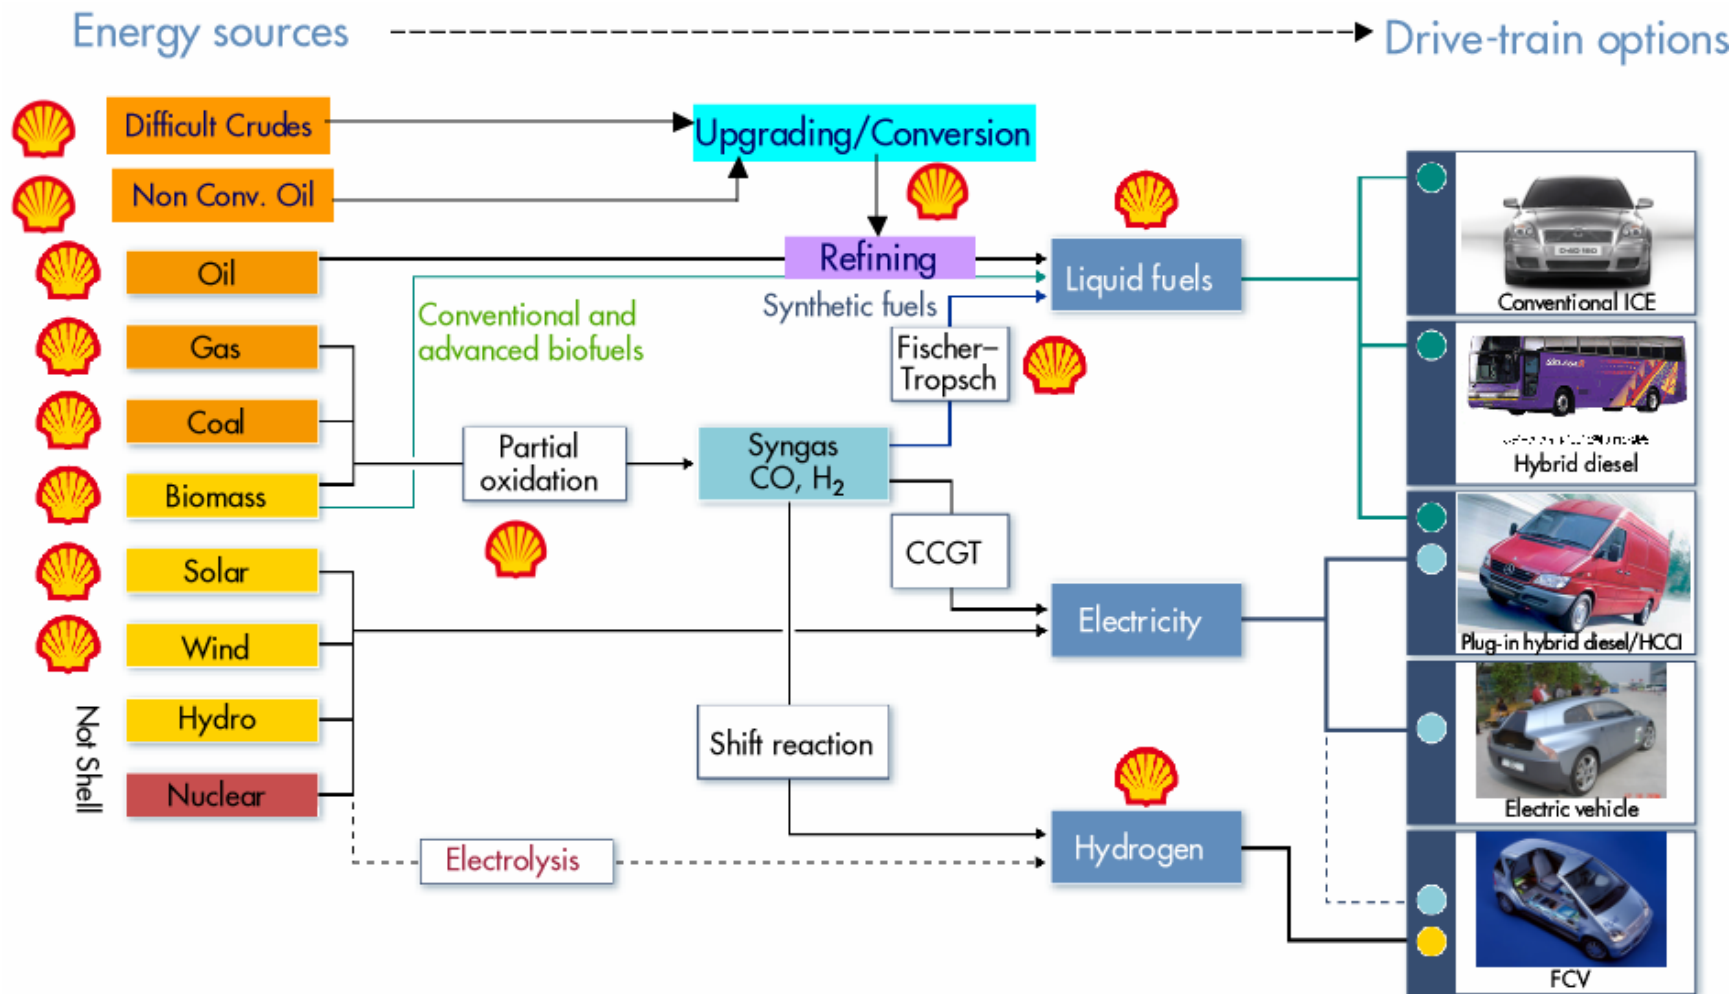 Energy sources
Drive-train options
Difficult Crudes
Upgrading/Conversion
Non Conv. Oil
Oil
Refining
Liquid fuels
Synthetic fuels
Conventional and
advanced biofuels
Gas
Fischer–
Tropsch
Coal
Partial
oxidation
Syngas
CO, H₂
Biomass
CCGT
Solar
Wind
Electricity
Hydro
Not Shell
Shift reaction
Nuclear
Electrolysis
Hydrogen
Conventional ICE
Hybrid diesel
Plug-in hybrid diesel/HCCI
Electric vehicle
FCV